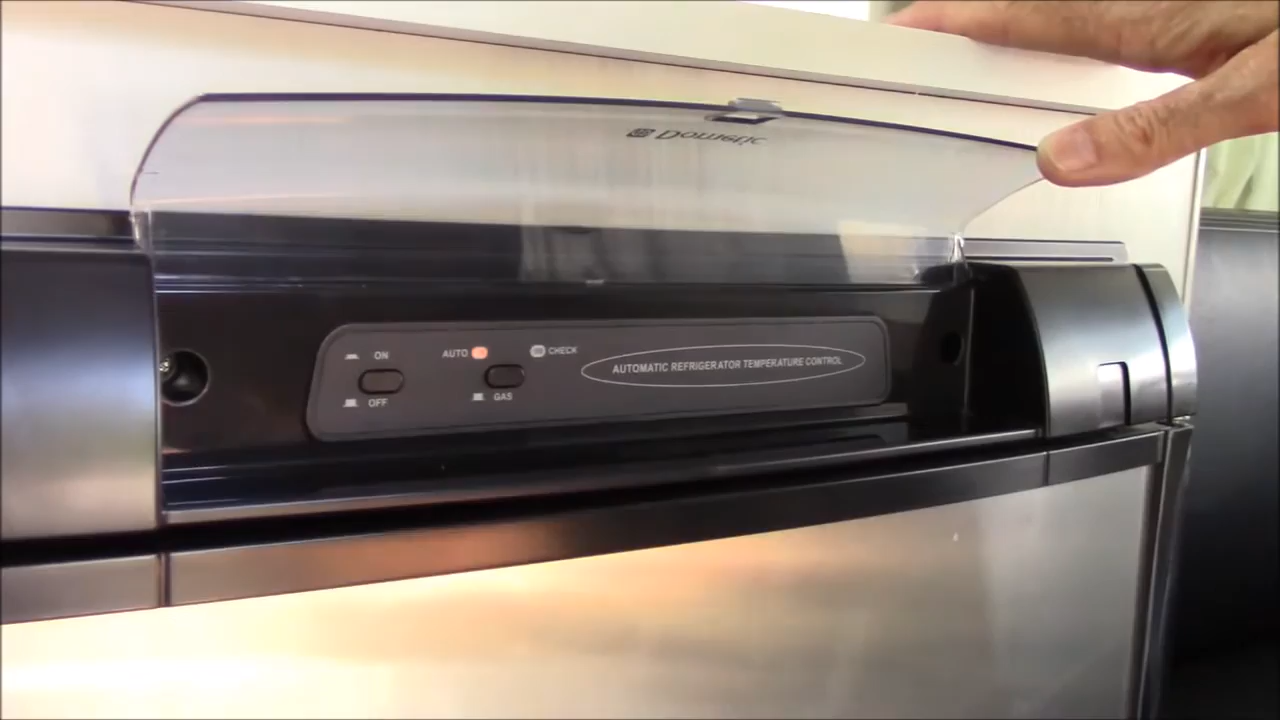 Dometic
ON
OFF
AUTO
CHECK
GAS
AUTOMATIC REFRIGERATOR TEMPERATURE CONTROL